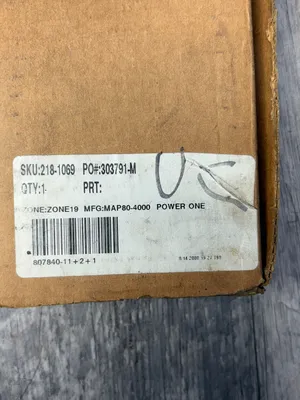 SKU:218-1069 PO#:303791-M
QTY:1 PRT:
ZONE:ZONE19 MFG:MAP80-4000 POWER ONE
807840-11+2+1